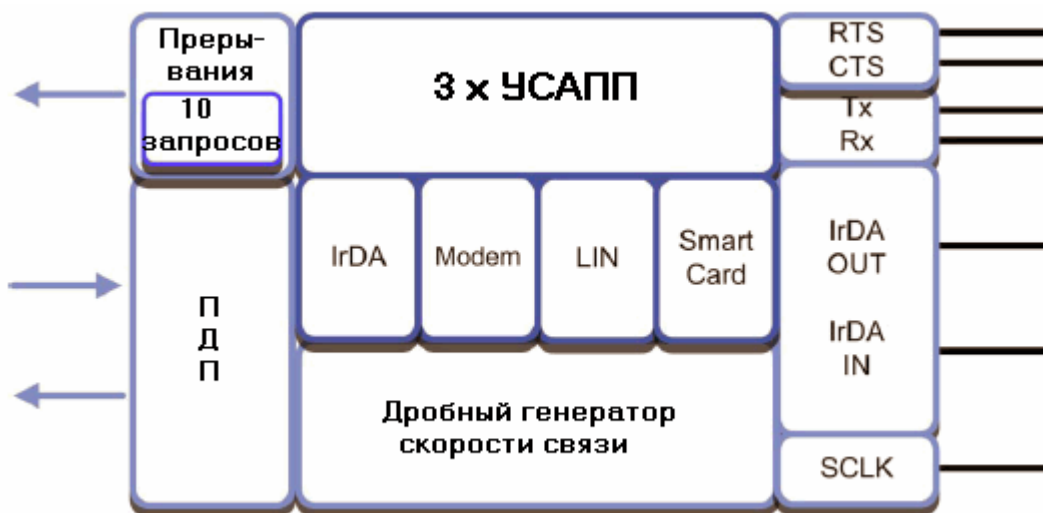 Преры-
вания
10
запросов
3 x УСАПП
RTS
CTS
Tx
Rx
IrDA
Modem
LIN
Smart
Card
IrDA
OUT
IrDA
IN
П
Д
П
Дробный генератор
скорости связи
SCLK